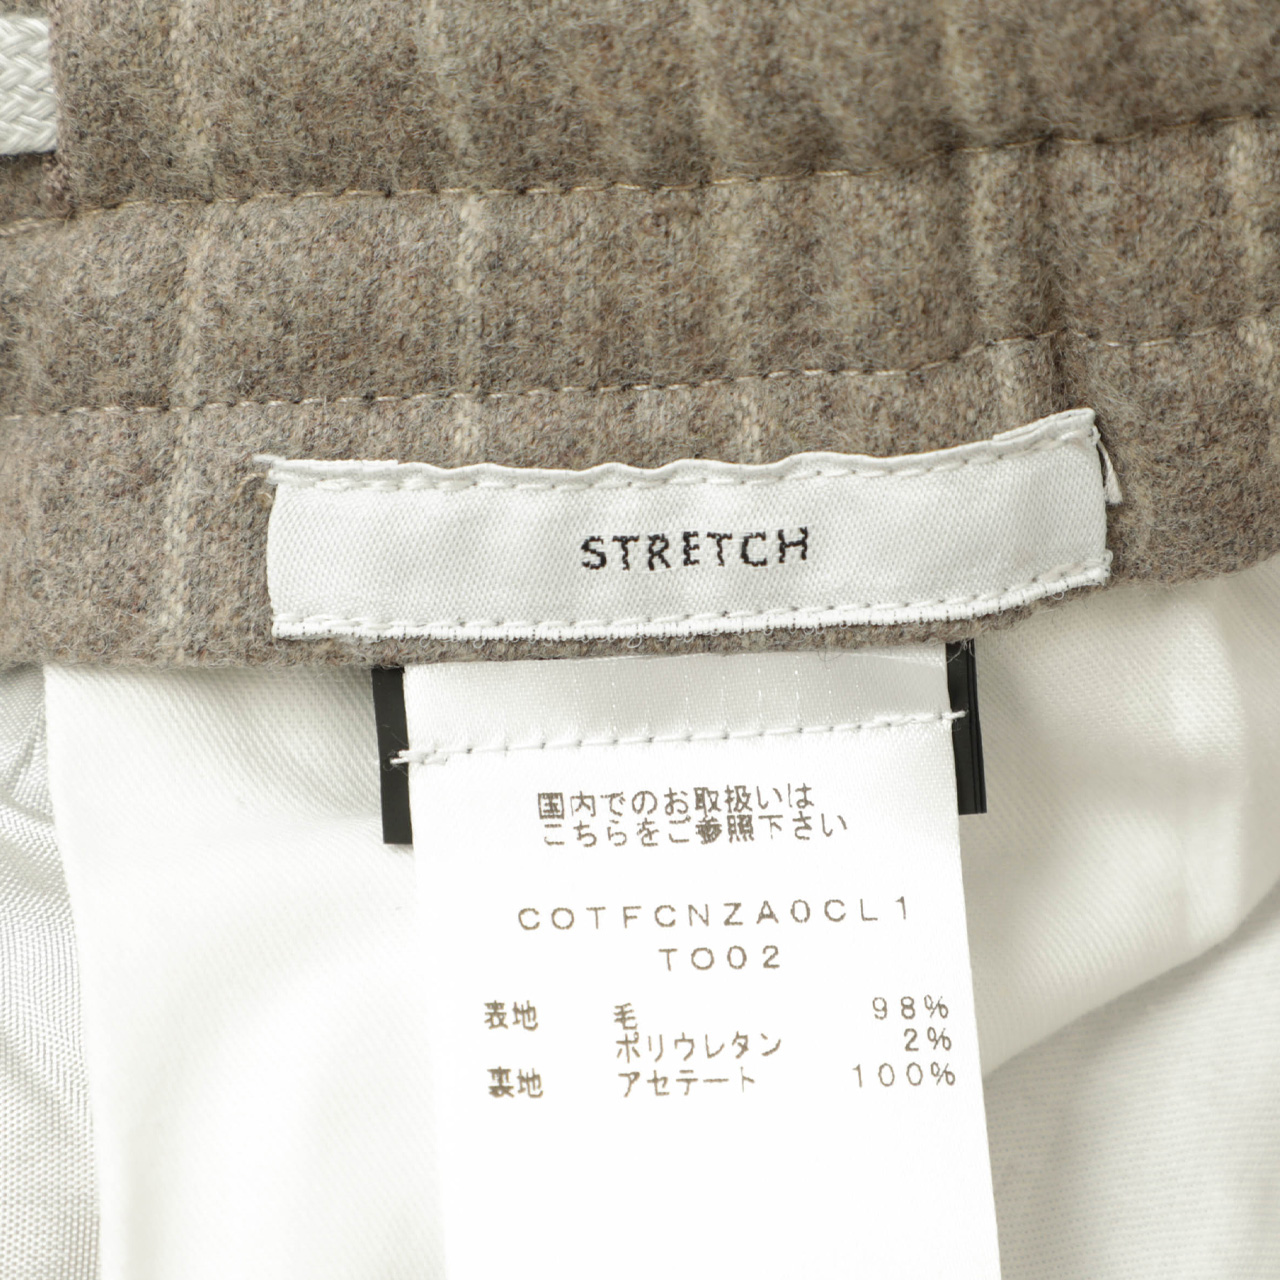 STRETCH
国内でのお取扱いは
こちらをご参照下さい
COTFCNZA0CL1
T002
表地 毛 98%
ポリウレタン 2%
裏地 アセテート 100%